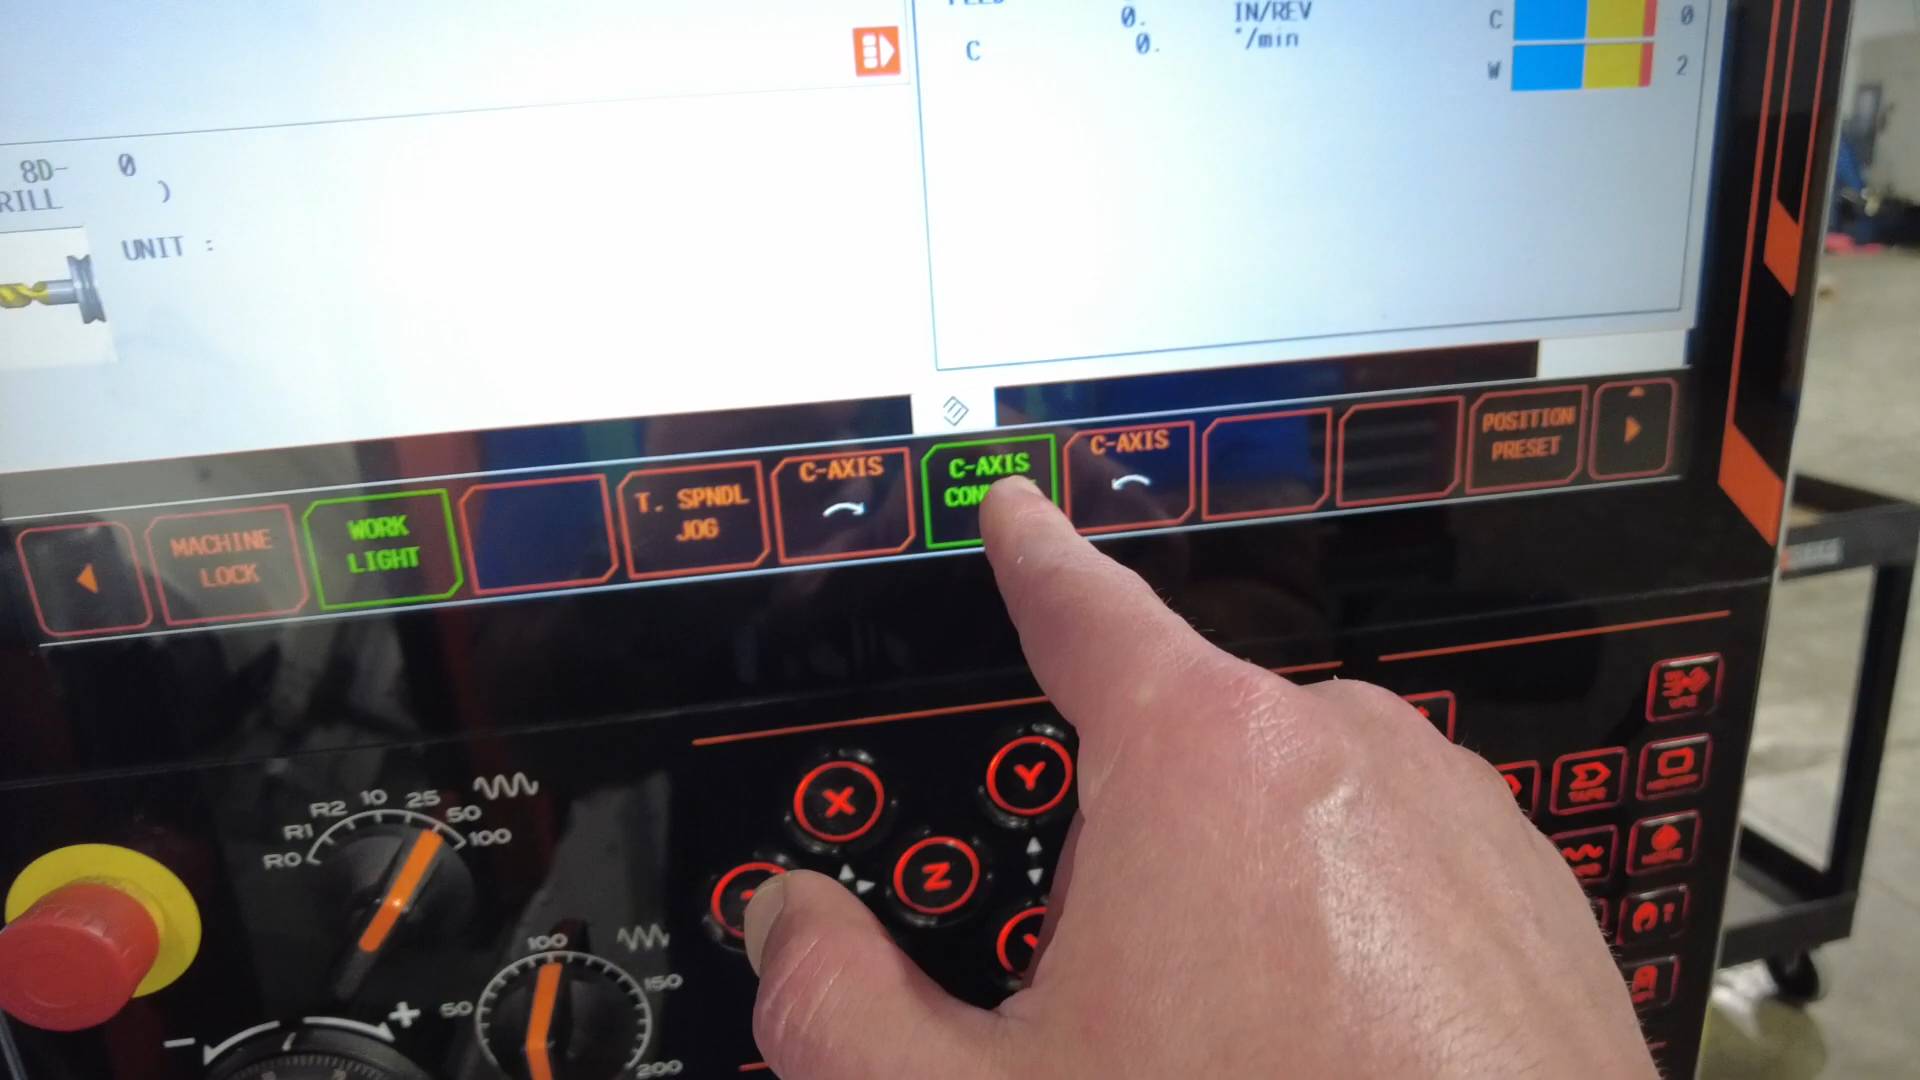 0. IN/REV
C 0. °/min
C 0
W 2
8D- 0
RILL )
UNIT :
MACHINE
LOCK
WORK
LIGHT
T. SPNDL
JOG
C-AXIS
C-AXIS
C-AXIS
POSITION
PRESET
R0 R1 R2 10 25 50 100
X
Y
Z
50 100 150 200
- +
TAPE